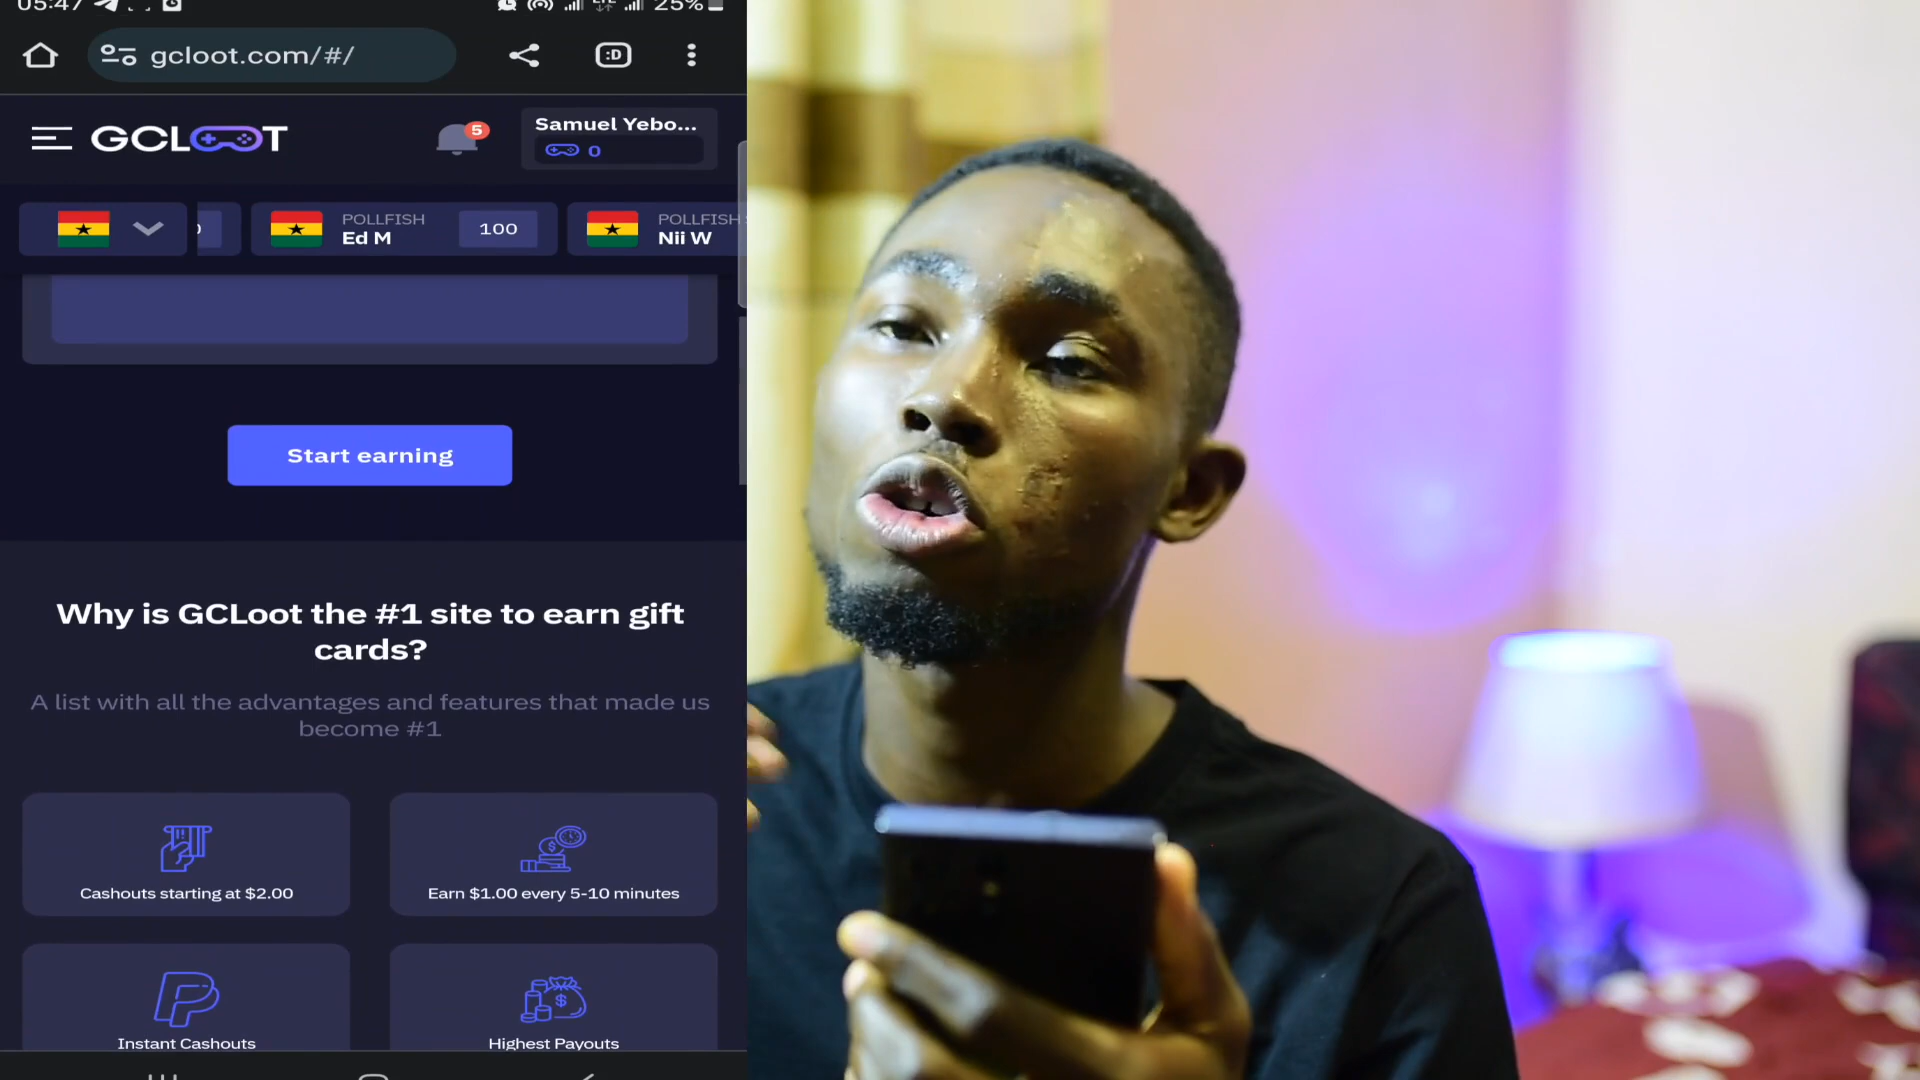 05:47
25%
gcloot.com/#/
:D
GCLOOT
5
Samuel Yebo...
0
POLLFISH
Ed M
100
POLLFISH
Nii W
Start earning
Why is GCLoot the #1 site to earn gift
cards?
A list with all the advantages and features that made us
become #1
Cashouts starting at $2.00
Earn $1.00 every 5-10 minutes
Instant Cashouts
Highest Payouts